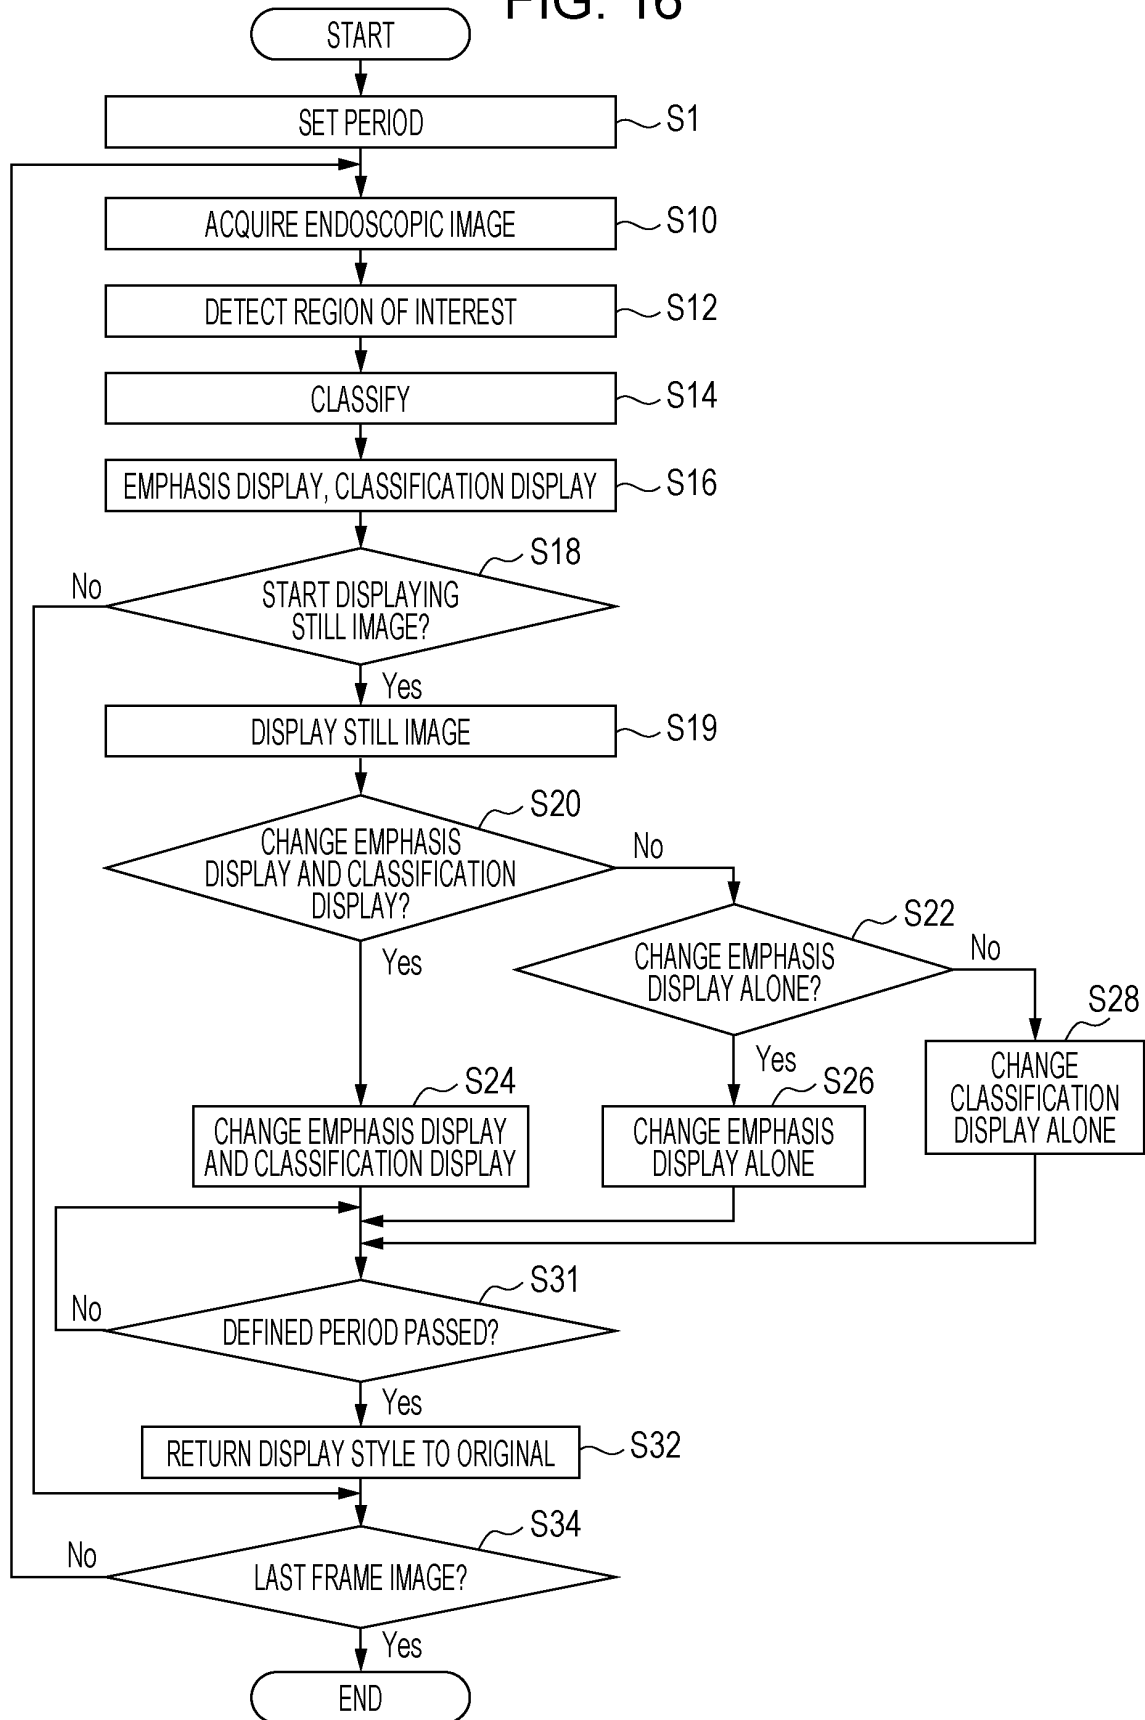 FIG. 16
START
SET PERIOD
S1
ACQUIRE ENDOSCOPIC IMAGE
S10
DETECT REGION OF INTEREST
S12
CLASSIFY
S14
EMPHASIS DISPLAY, CLASSIFICATION DISPLAY
S16
S18
No
START DISPLAYING
STILL IMAGE?
Yes
DISPLAY STILL IMAGE
S19
S20
CHANGE EMPHASIS
DISPLAY AND CLASSIFICATION
DISPLAY?
No
Yes
S22
CHANGE EMPHASIS
DISPLAY ALONE?
No
Yes
S28
CHANGE
CLASSIFICATION
DISPLAY ALONE
S24
CHANGE EMPHASIS DISPLAY
AND CLASSIFICATION DISPLAY
S26
CHANGE EMPHASIS
DISPLAY ALONE
S31
No
DEFINED PERIOD PASSED?
Yes
RETURN DISPLAY STYLE TO ORIGINAL
S32
S34
No
LAST FRAME IMAGE?
Yes
END